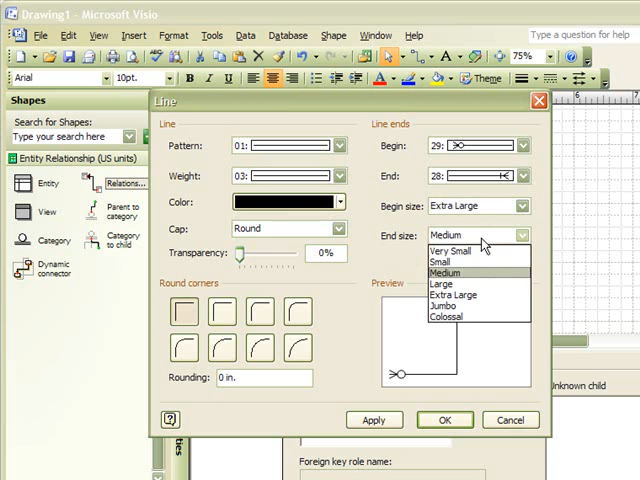 Drawing1 - Microsoft Visio
File Edit View Insert Format Tools Data Shape Window Help
Type a question for help
75%
Arial 10pt. B I U A Theme
Shapes
Search for Shapes:
Type your search here
Entity Relationship (US units)
Entity Relations...
View Parent to category
Category Category to child
Dynamic connector
Line
Line
Pattern: 01:
Weight: 03:
Color:
Cap: Round
Transparency: 0%
Round corners
Rounding: 0 in.
Line ends
Begin: 29:
End: 28:
Begin size: Extra Large
End size: Medium
Very Small
Small
Medium
Large
Extra Large
Jumbo
Colossal
Preview
Apply OK Cancel
6 7
Unknown child
Foreign key role name: